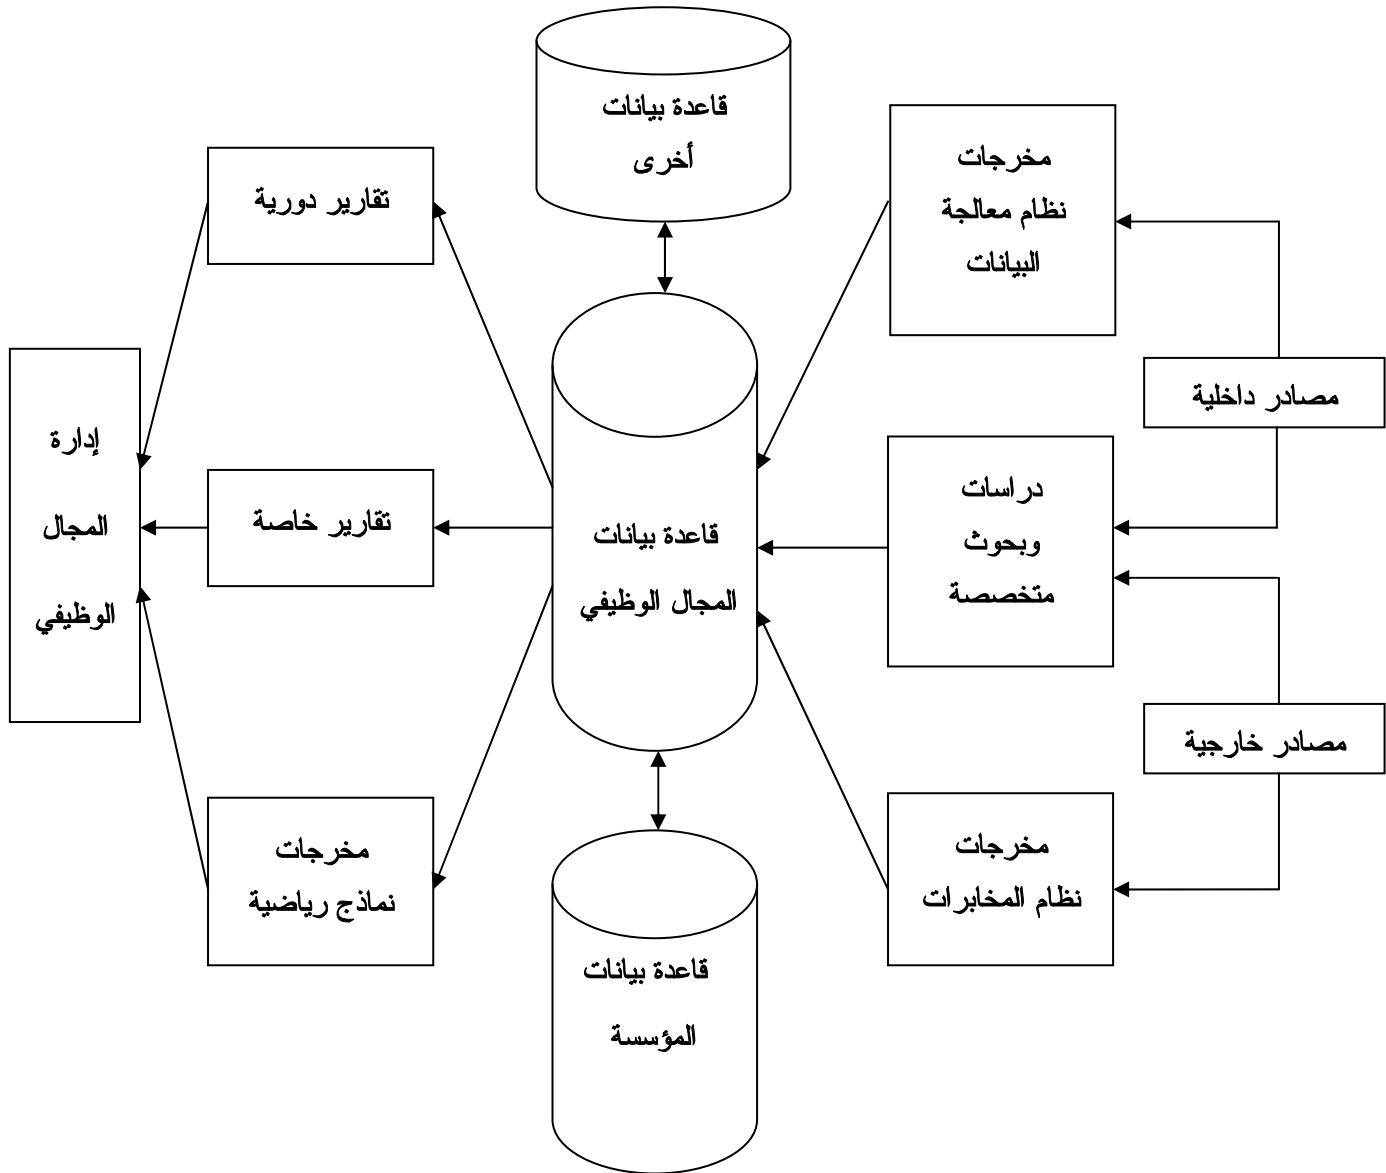 قاعدة بيانات
أخرى
مخرجات
نظام معالجة
البيانات
تقارير دورية
مصادر داخلية
إدارة
المجال
الوظيفي
دراسات
وبحوث
متخصصة
تقارير خاصة
قاعدة بيانات
المجال الوظيفي
مصادر خارجية
مخرجات
نظام المخابرات
مخرجات
نماذج رياضية
قاعدة بيانات
المؤسسة